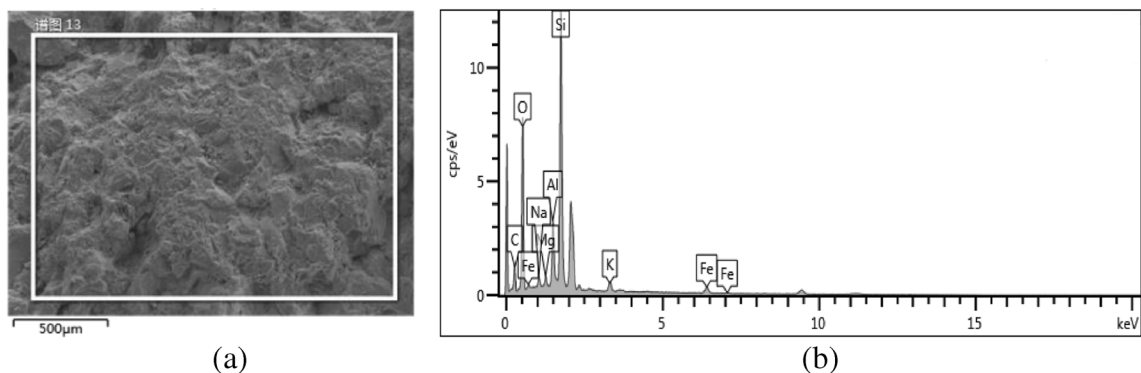 谱图 13
500μm
(a)
cps/eV
10
5
0
Si
O
Al
Na
C
Mg
Fe
K
Fe
Fe
0
5
10
15
keV
(b)